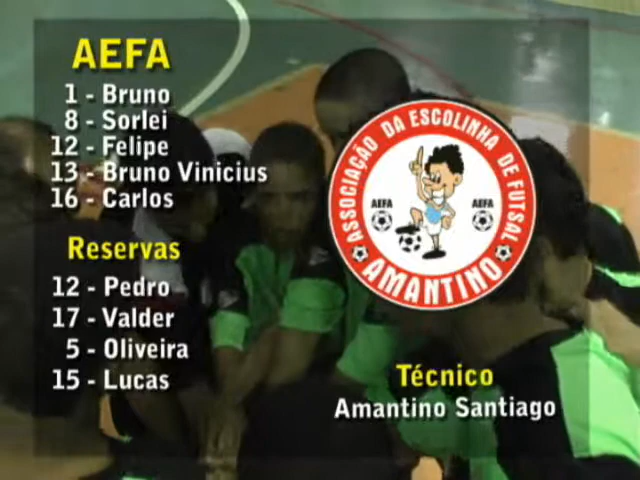 AEFA
1 - Bruno
8 - Sorlei
12 - Felipe
13 - Bruno Vinicius
16 - Carlos
Reservas
12 - Pedro
17 - Valder
5 - Oliveira
15 - Lucas
ASSOCIAÇÃO DA ESCOLINHA DE FUTSAL
AEFA
AEFA
AMANTINO
Técnico
Amantino Santiago